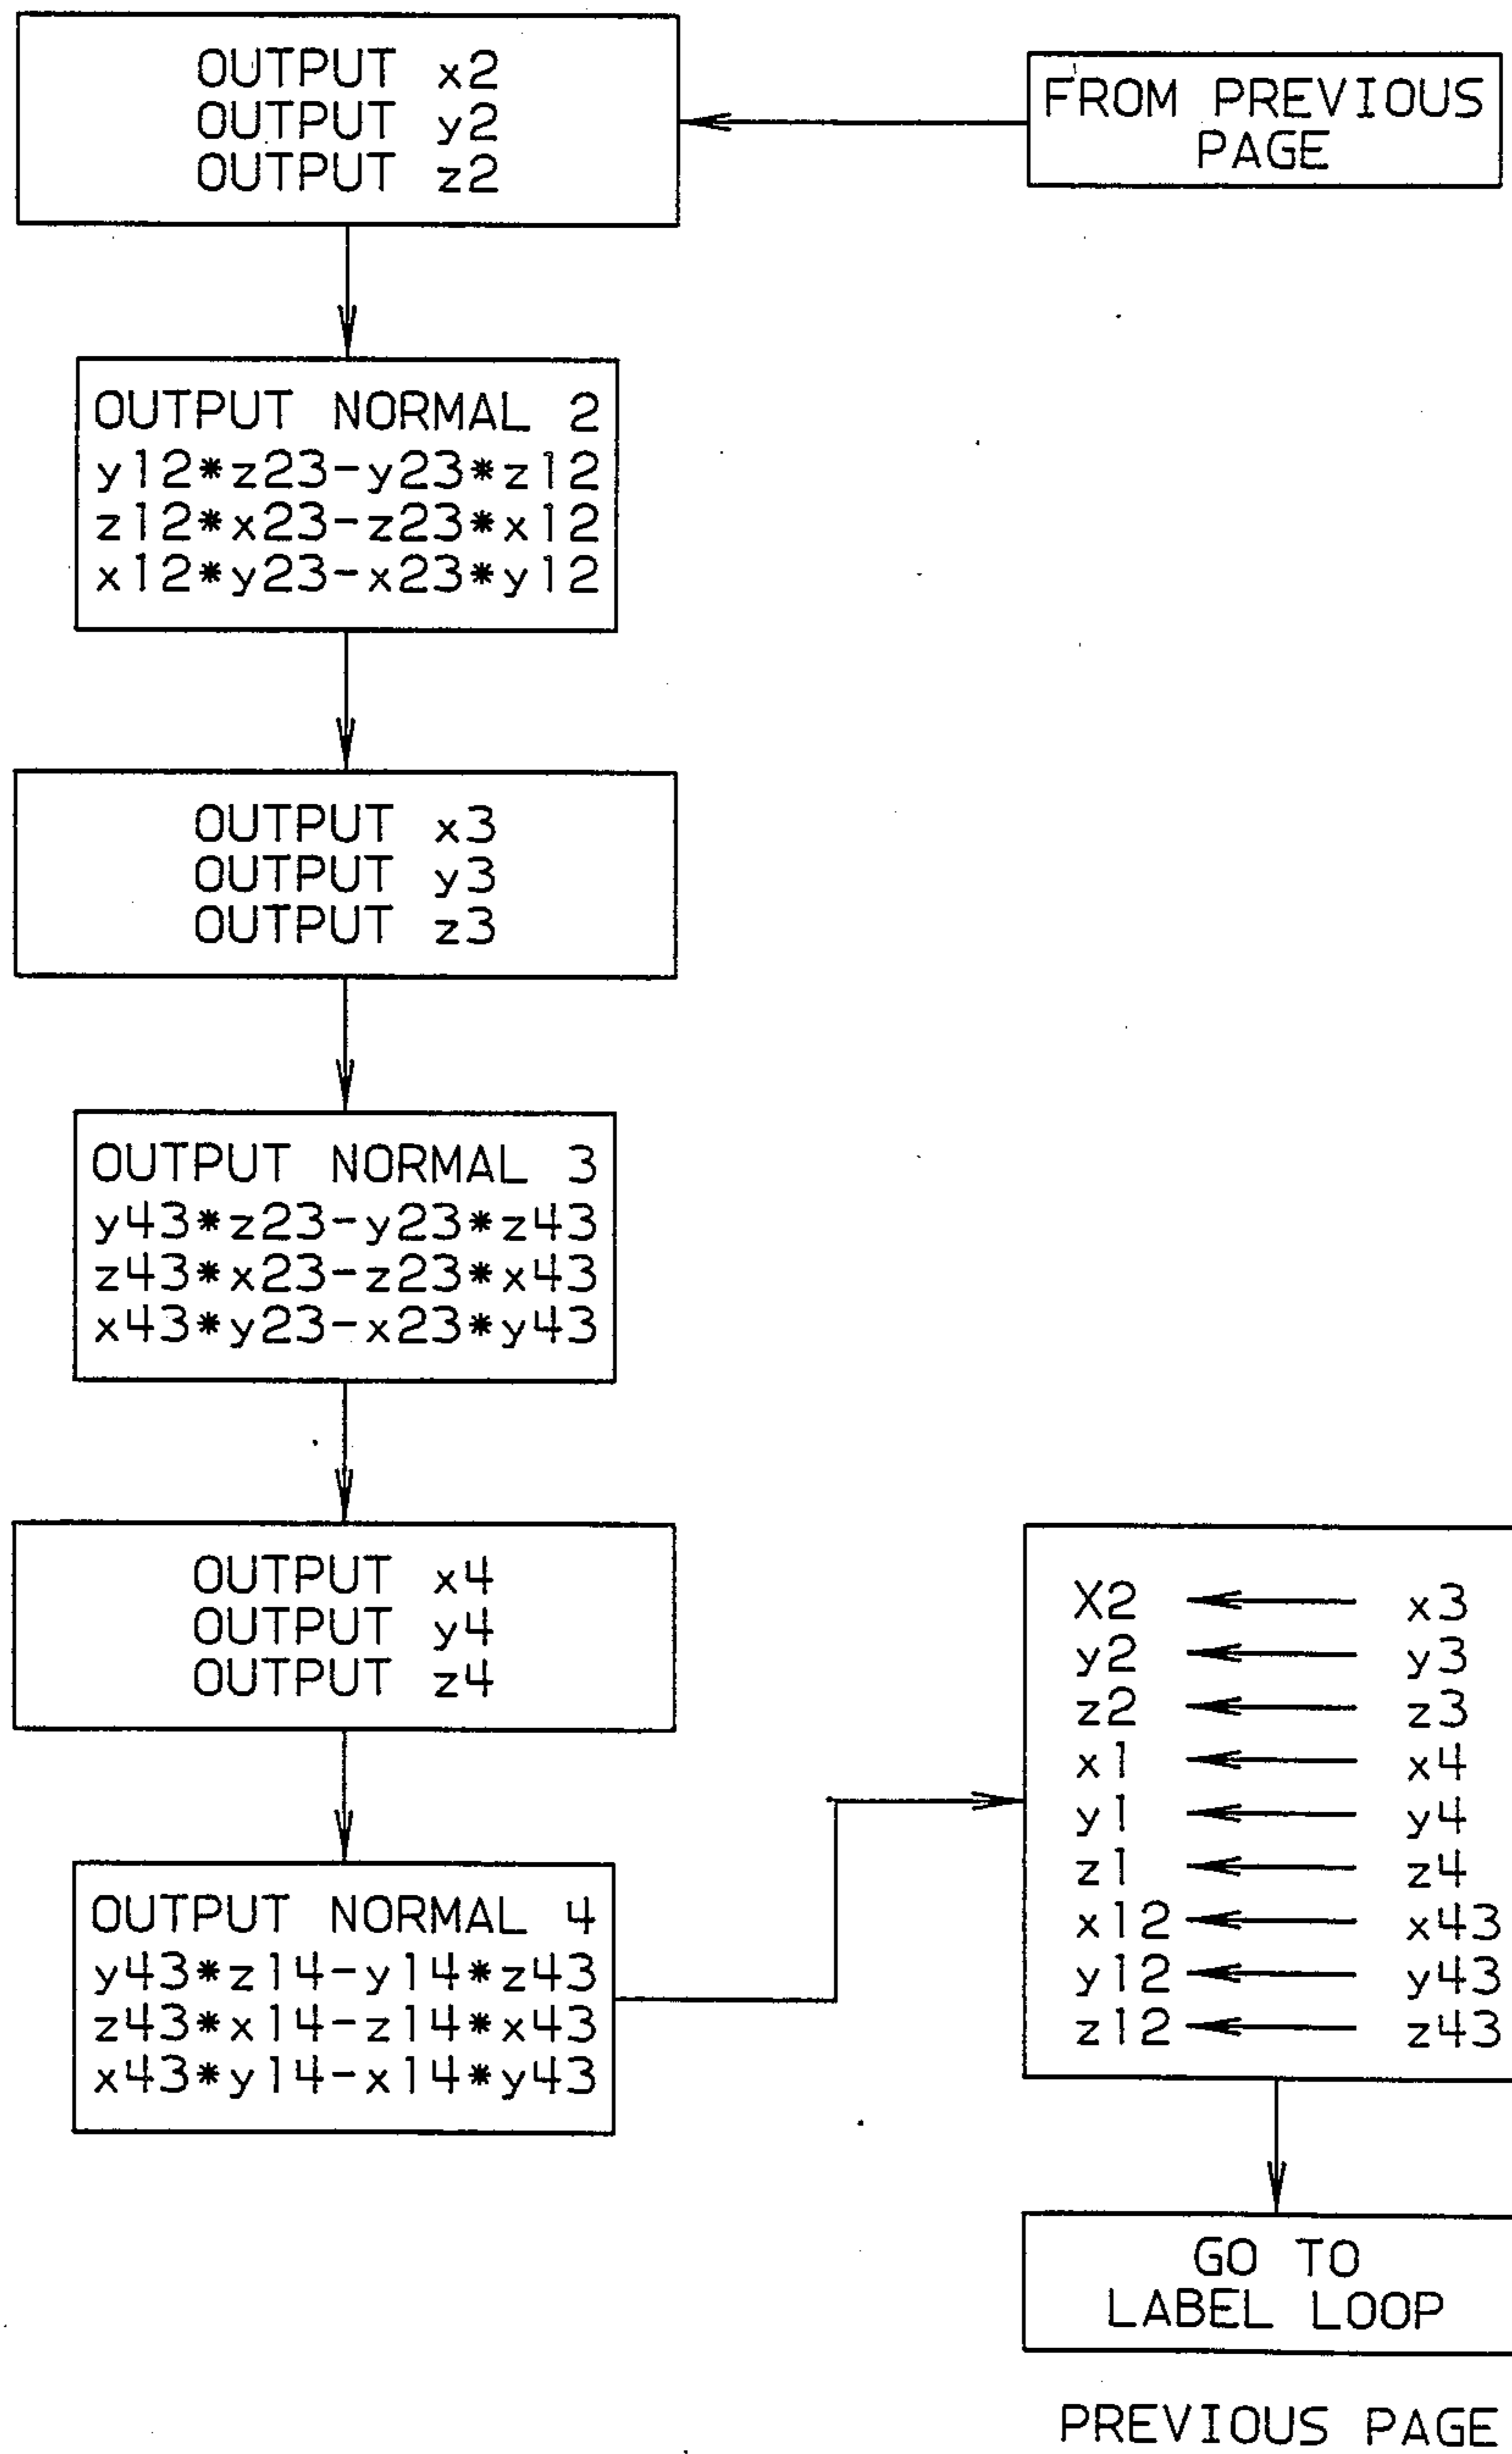 OUTPUT x2
OUTPUT y2
OUTPUT z2
FROM PREVIOUS
PAGE
OUTPUT NORMAL 2
y12*z23-y23*z12
z12*x23-z23*x12
x12*y23-x23*y12
OUTPUT x3
OUTPUT y3
OUTPUT z3
OUTPUT NORMAL 3
y43*z23-y23*z43
z43*x23-z23*x43
x43*y23-x23*y43
OUTPUT x4
OUTPUT y4
OUTPUT z4
OUTPUT NORMAL 4
y43*z14-y14*z43
z43*x14-z14*x43
x43*y14-x14*y43
X2 ← x3
y2 ← y3
z2 ← z3
x1 ← x4
y1 ← y4
z1 ← z4
x12 ← x43
y12 ← y43
z12 ← z43
GO TO
LABEL LOOP
PREVIOUS PAGE